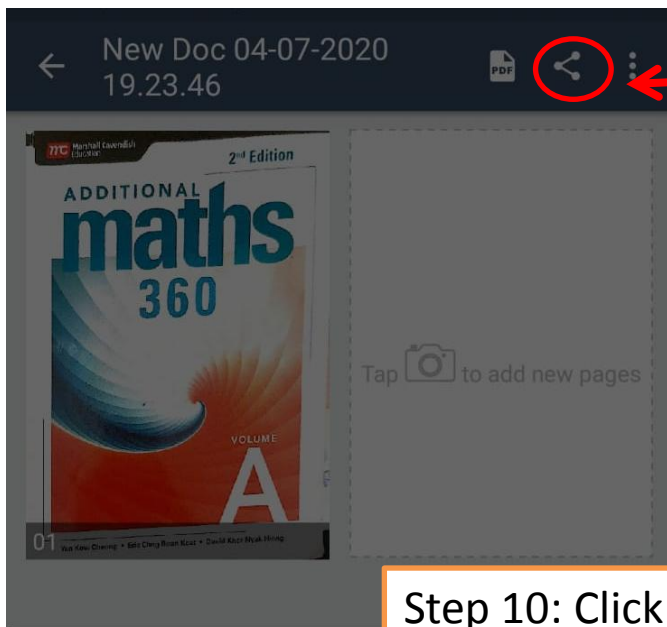 New Doc 04-07-2020
19.23.46
PDF
Marshall Cavendish
Education
2nd Edition
ADDITIONAL
maths
360
VOLUME
A
01
Tap to add new pages
Step 10: Click